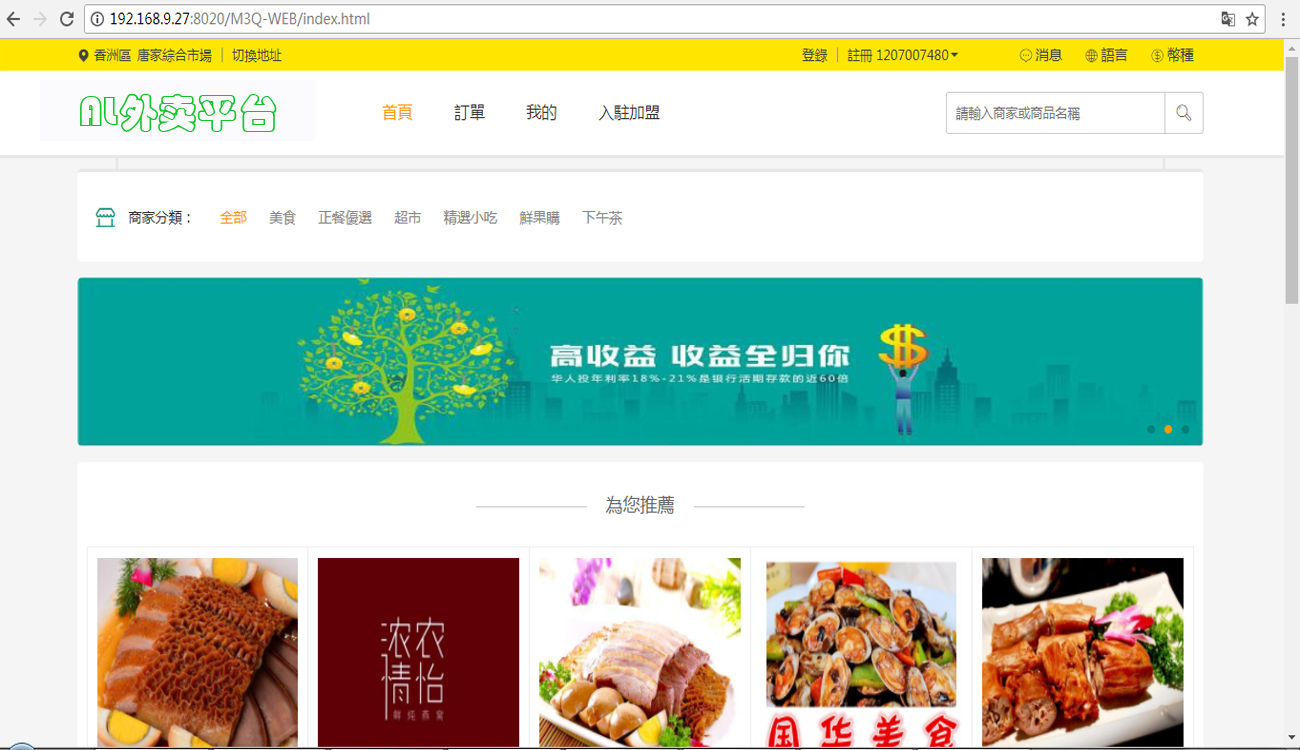 192.168.9.27:8020/M3Q-WEB/index.html
香洲區 唐家綜合市場 | 切換地址 登錄 | 註冊 1207007480 消息 語言 幣種
AL外卖平台 首頁 訂單 我的 入駐加盟 請輸入商家或商品名稱
商家分類： 全部 美食 正餐優選 超市 精選小吃 鮮果購 下午茶
高收益 收益全归你
华人投年利率18%-21%是银行活期存款的近60倍
為您推薦
浓农
情怡
鲜炖燕窝
国华美食